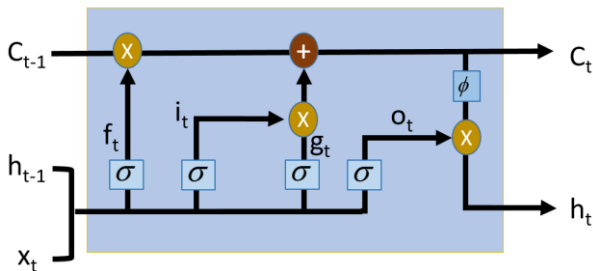 C_{t-1} X + C_t
ϕ
i_t X o_t X
f_t g_t
h_{t-1} σ σ σ σ
h_t
x_t